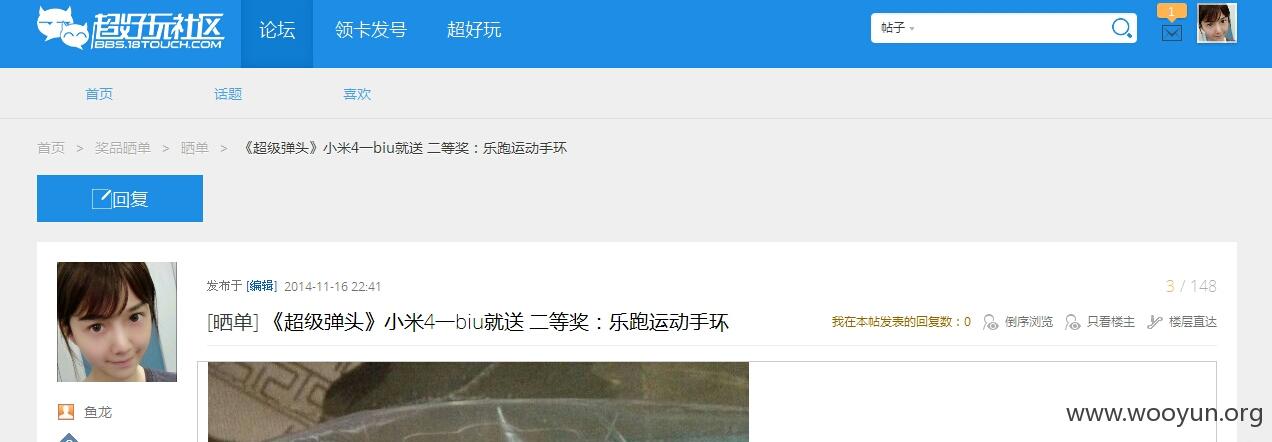 超好玩社区 论坛 领卡发号 超好玩 帖子 1
BBS.18TOUCH.COM
首页 话题 喜欢
首页 > 奖品晒单 > 晒单 > 《超级弹头》小米4—biu就送 二等奖：乐跑运动手环
回复
发布于 [编辑] 2014-11-16 22:41 3 / 148
[晒单] 《超级弹头》小米4—biu就送 二等奖：乐跑运动手环 我在本帖发表的回复数：0 倒序浏览 只看楼主 楼层直达
鱼龙
www.wooyun.org